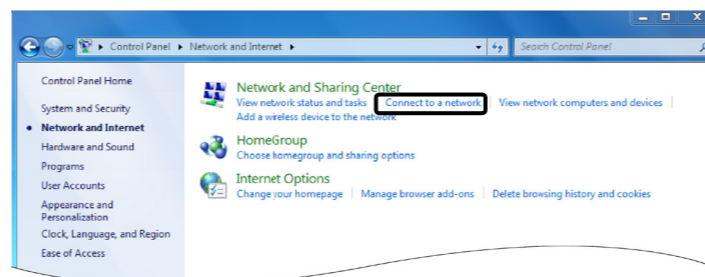 Control Panel ▸ Network and Internet ▸
Search Control Panel
Control Panel Home
System and Security
• Network and Internet
Hardware and Sound
Programs
User Accounts
Appearance and
Personalization
Clock, Language, and Region
Ease of Access
Network and Sharing Center
View network status and tasks | Connect to a network | View network computers and devices |
Add a wireless device to the network
HomeGroup
Choose homegroup and sharing options
Internet Options
Change your homepage | Manage browser add-ons | Delete browsing history and cookies